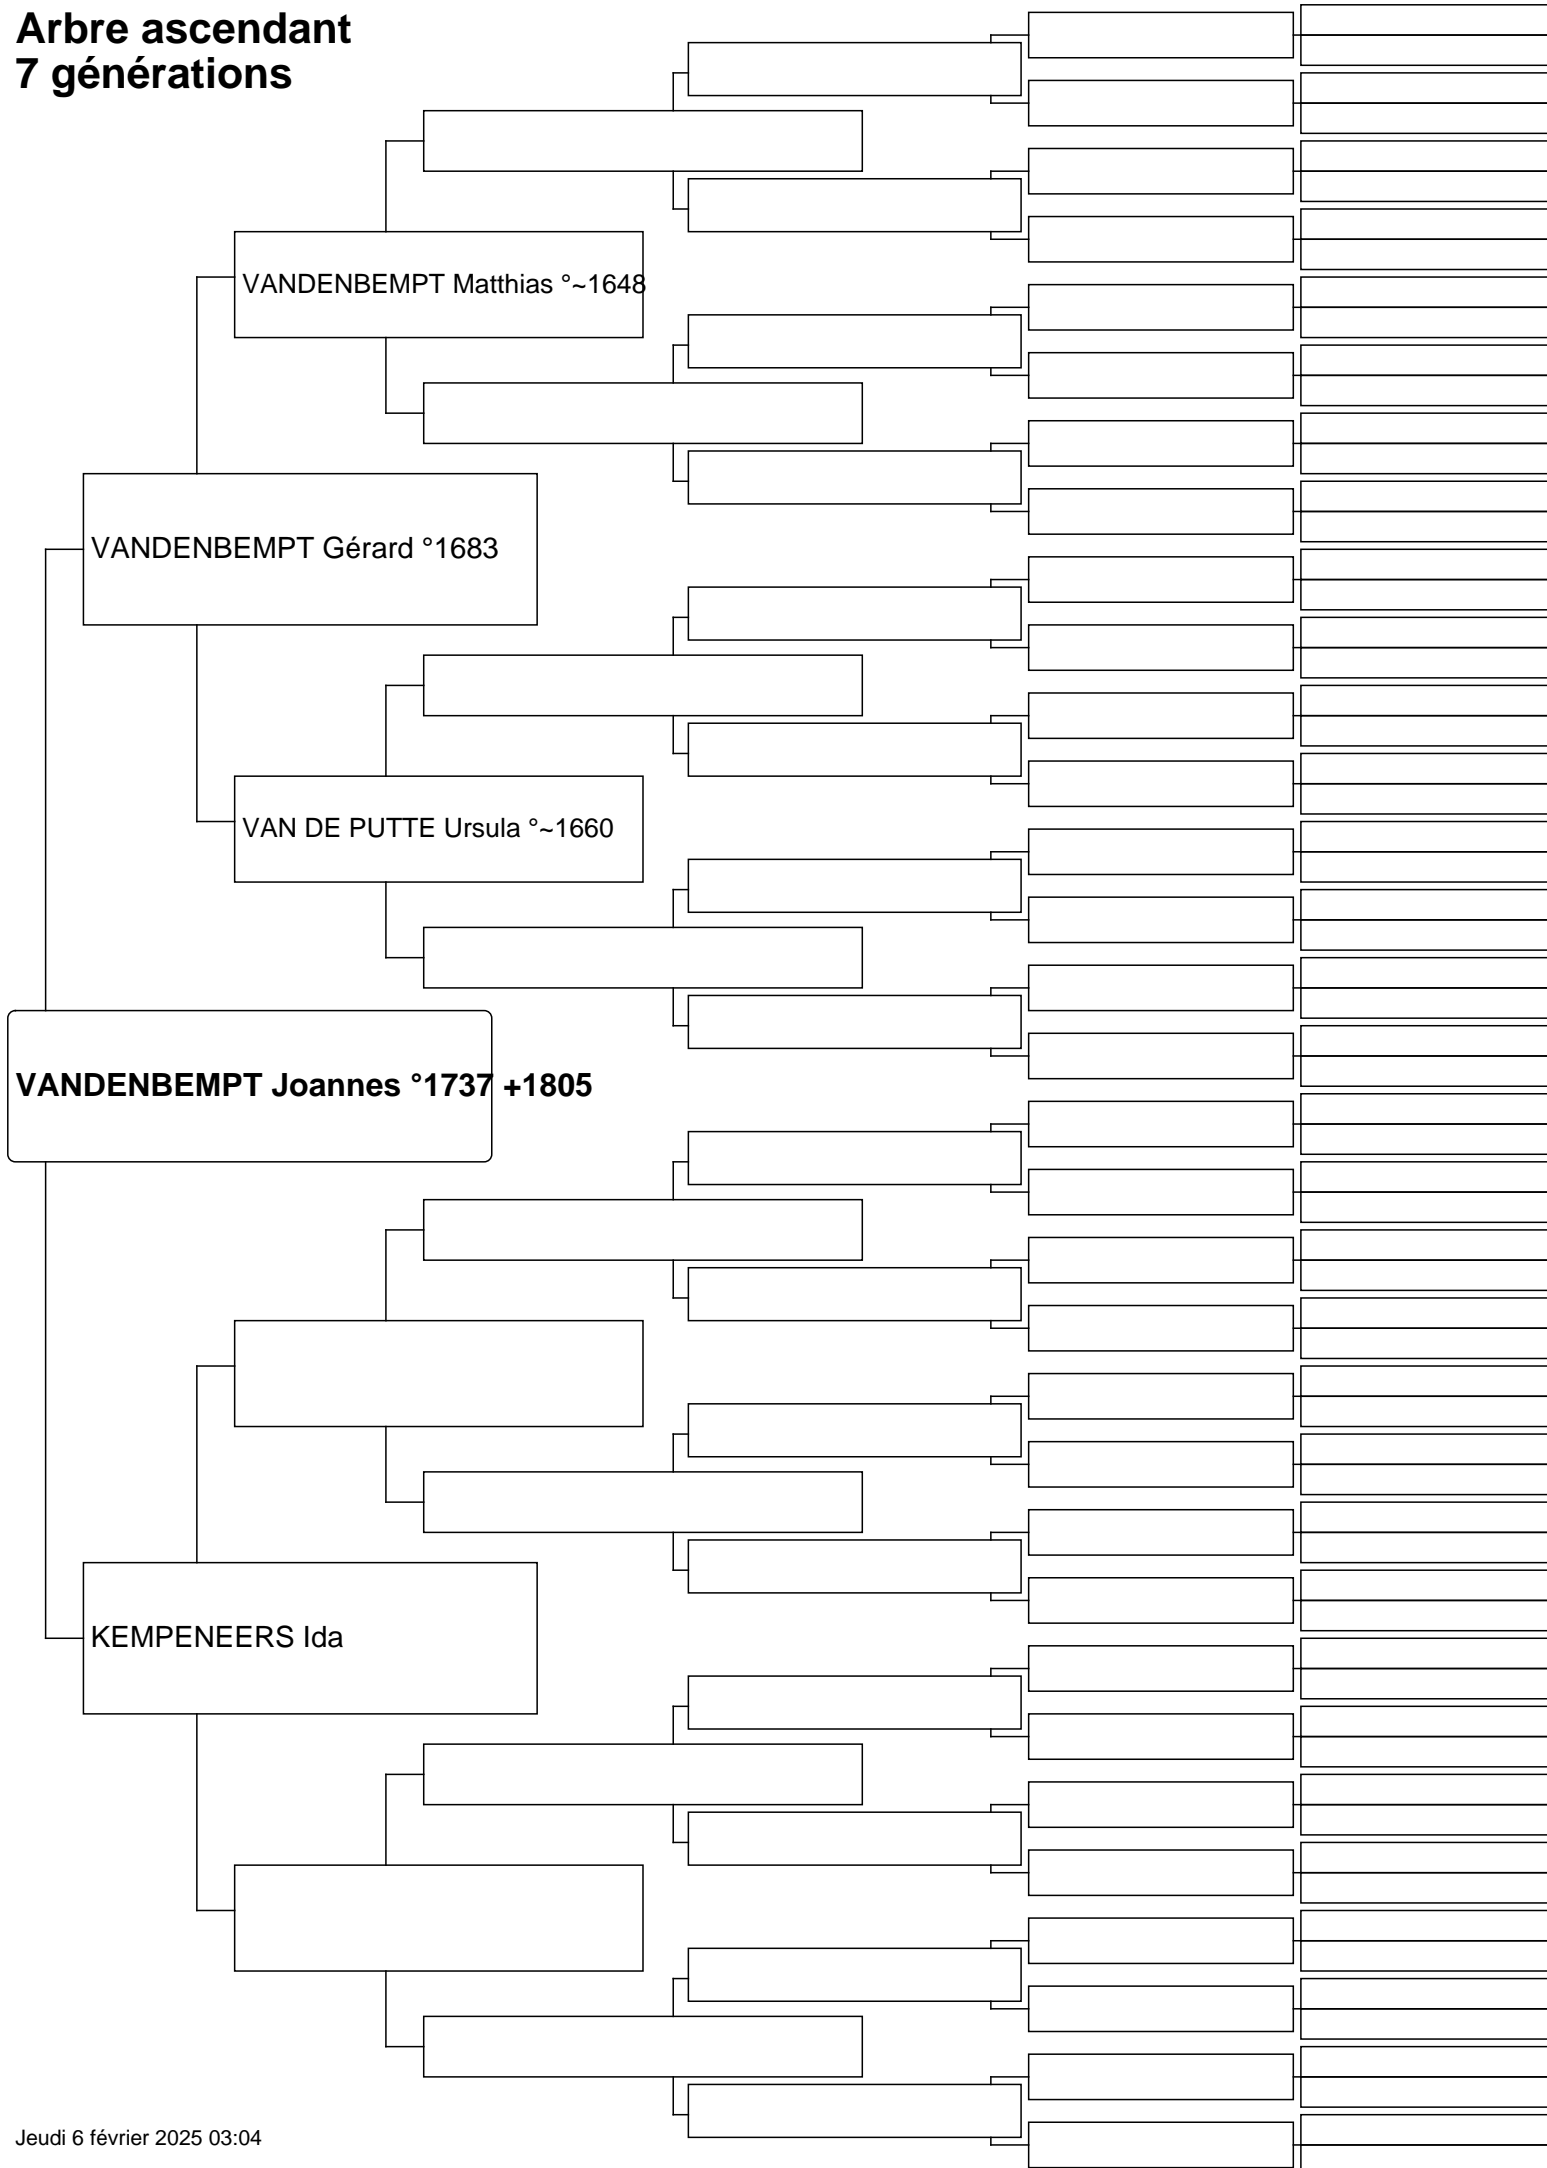 Arbre ascendant
7 générations
VANDENBEMPT Matthias °~1648
VANDENBEMPT Gérard °1683
VAN DE PUTTE Ursula °~1660
VANDENBEMPT Joannes °1737 +1805
KEMPENEERS Ida
Jeudi 6 février 2025 03:04